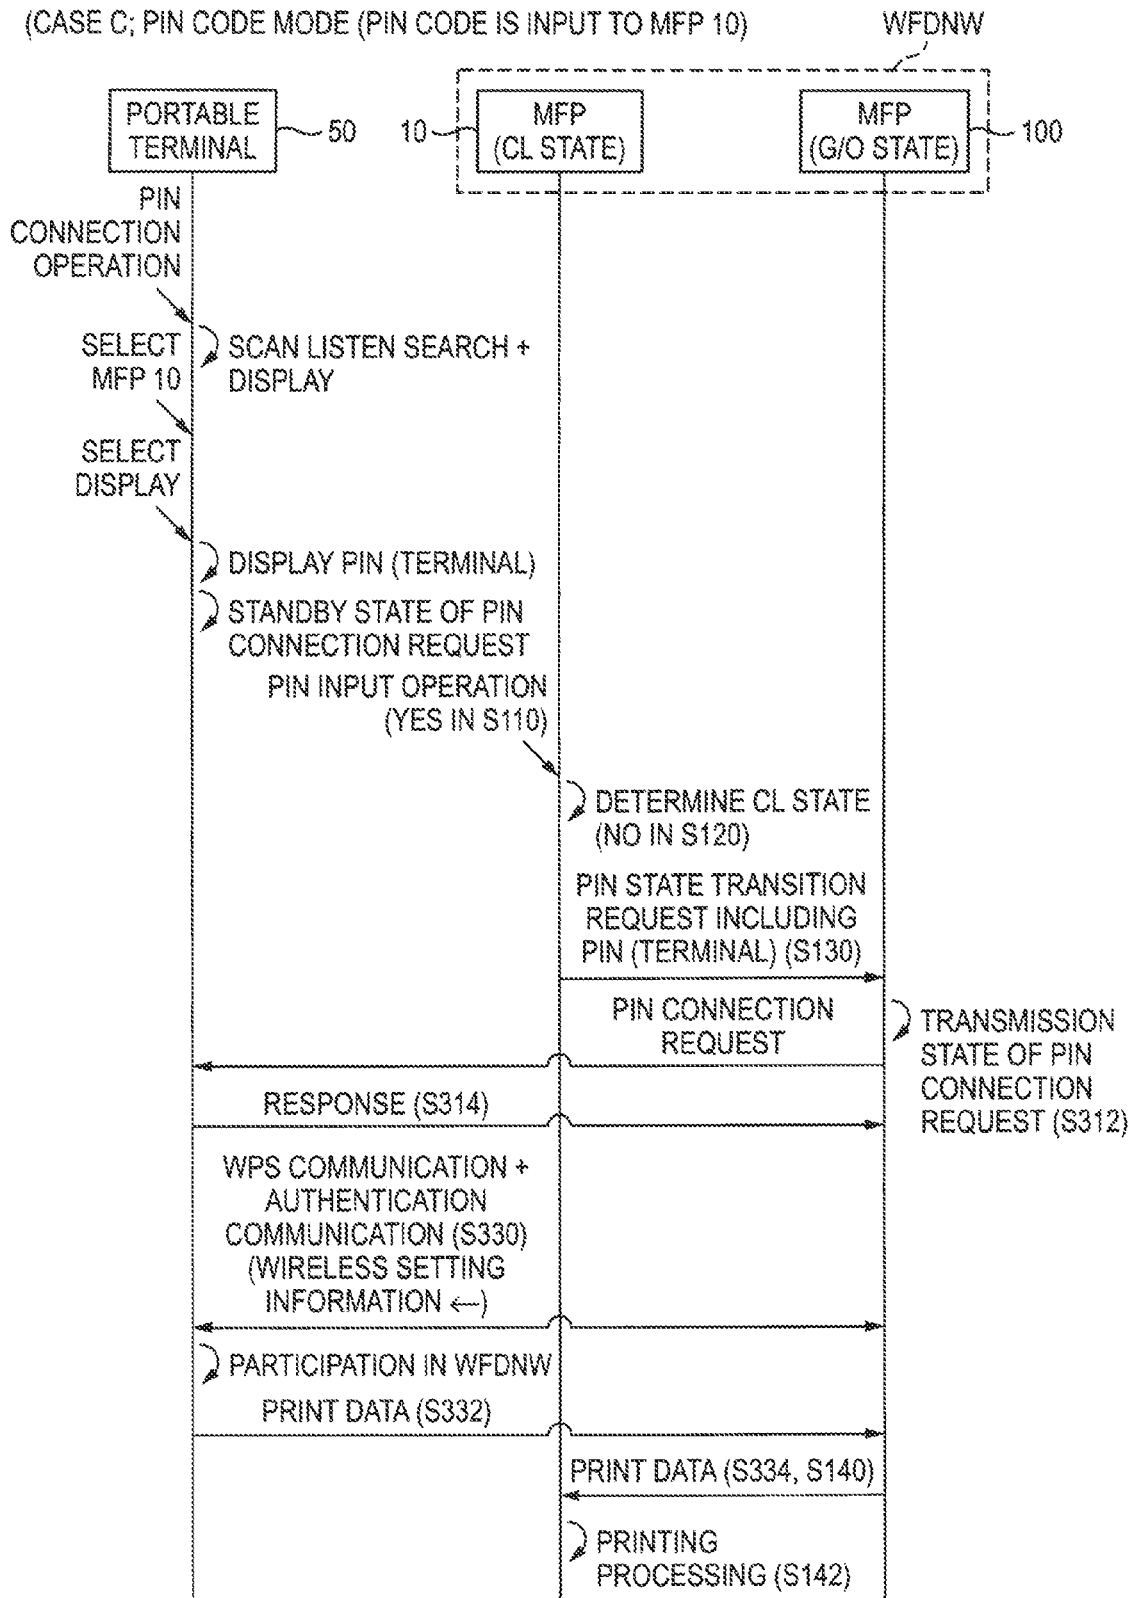 (CASE C; PIN CODE MODE (PIN CODE IS INPUT TO MFP 10)
WFDNW
PORTABLE
TERMINAL
50
10
MFP
(CL STATE)
MFP
(G/O STATE)
100
PIN
CONNECTION
OPERATION
SCAN LISTEN SEARCH +
DISPLAY
SELECT
MFP 10
SELECT
DISPLAY
DISPLAY PIN (TERMINAL)
STANDBY STATE OF PIN
CONNECTION REQUEST
PIN INPUT OPERATION
(YES IN S110)
DETERMINE CL STATE
(NO IN S120)
PIN STATE TRANSITION
REQUEST INCLUDING
PIN (TERMINAL) (S130)
PIN CONNECTION
REQUEST
TRANSMISSION
STATE OF PIN
CONNECTION
REQUEST (S312)
RESPONSE (S314)
WPS COMMUNICATION +
AUTHENTICATION
COMMUNICATION (S330)
(WIRELESS SETTING
INFORMATION ←)
PARTICIPATION IN WFDNW
PRINT DATA (S332)
PRINT DATA (S334, S140)
PRINTING
PROCESSING (S142)